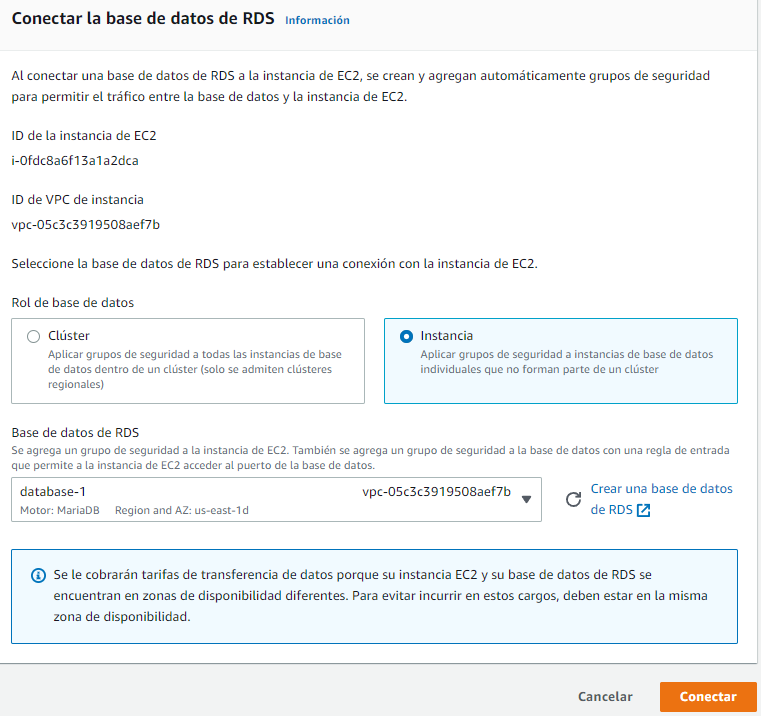 Conectar la base de datos de RDS Información
Al conectar una base de datos de RDS a la instancia de EC2, se crean y agregan automáticamente grupos de seguridad
para permitir el tráfico entre la base de datos y la instancia de EC2.
ID de la instancia de EC2
i-0fdc8a6f13a1a2dca
ID de VPC de instancia
vpc-05c3c3919508aef7b
Seleccione la base de datos de RDS para establecer una conexión con la instancia de EC2.
Rol de base de datos
Clúster
Aplicar grupos de seguridad a todas las instancias de base
de datos dentro de un clúster (solo se admiten clústeres
regionales)
Instancia
Aplicar grupos de seguridad a instancias de base de datos
individuales que no forman parte de un clúster
Base de datos de RDS
Se agrega un grupo de seguridad a la instancia de EC2. También se agrega un grupo de seguridad a la base de datos con una regla de entrada
que permite a la instancia de EC2 acceder al puerto de la base de datos.
database-1 vpc-05c3c3919508aef7b
Motor: MariaDB Region and AZ: us-east-1d
Crear una base de datos
de RDS
Se le cobrarán tarifas de transferencia de datos porque su instancia EC2 y su base de datos de RDS se
encuentran en zonas de disponibilidad diferentes. Para evitar incurrir en estos cargos, deben estar en la misma
zona de disponibilidad.
Cancelar Conectar